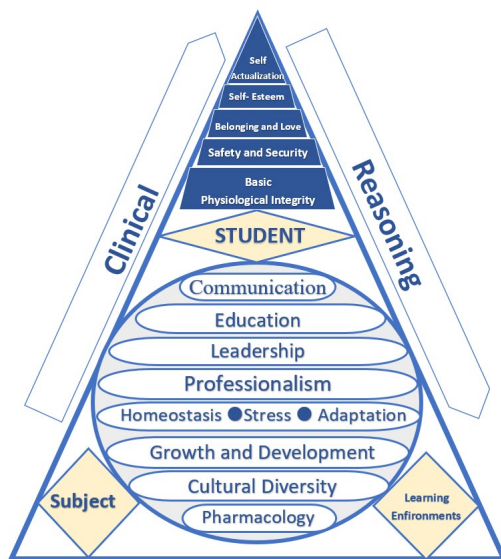 Self
Actualization
Self- Esteem
Belonging and Love
Safety and Security
Basic
Physiological Integrity
Clinical
Reasoning
STUDENT
Communication
Education
Leadership
Professionalism
Homeostasis ●Stress ● Adaptation
Growth and Development
Cultural Diversity
Pharmacology
Subject
Learning
Enfironments